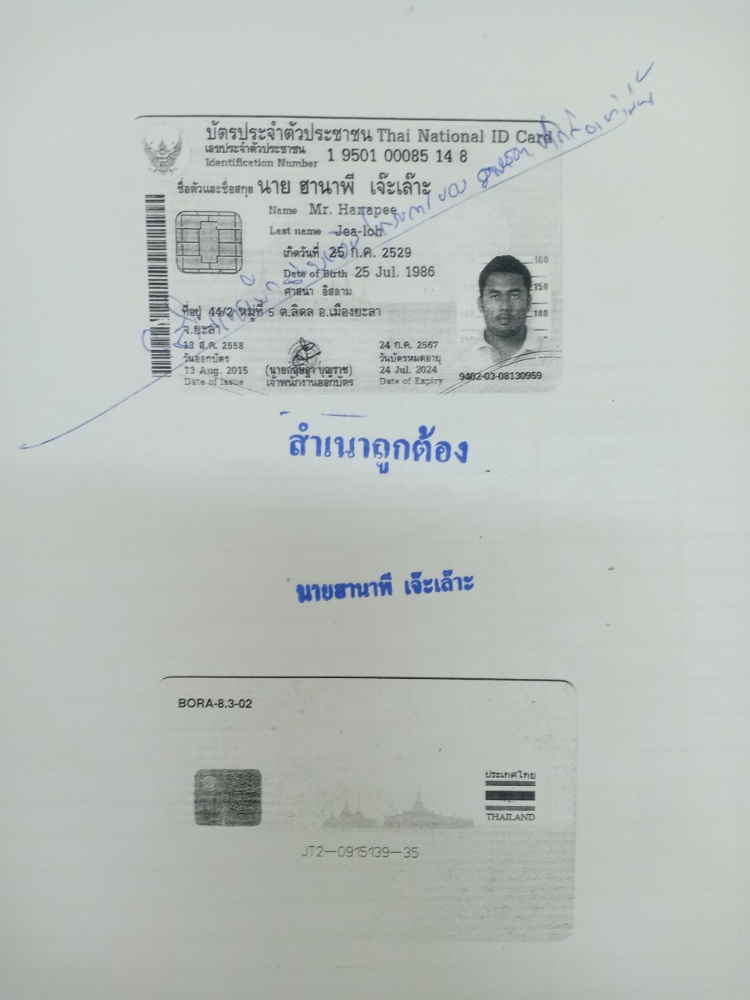 บัตรประจำตัวประชาชน Thai National ID Card
เลขประจำตัวประชาชน
Identification Number 1 9501 00085 14 8
ชื่อตัวและชื่อสกุล นาย ฮานาพี เจ๊ะเล๊าะ
Name Mr. Hanapee
Last name Jea-loh
เกิดวันที่ 25 ก.ค. 2529
Date of Birth 25 Jul. 1986
ศาสนา อิสลาม
ที่อยู่ 44/2 หมู่ที่ 5 ต.ลิดล อ.เมืองยะลา
จ.ยะลา
13 ส.ค. 2558
วันออกบัตร
13 Aug. 2015
Date of Issue
(นายกฤษฎา บุญราช)
เจ้าพนักงานออกบัตร
24 ก.ค. 2567
วันบัตรหมดอายุ
24 Jul. 2024
Date of Expiry
160
150
140
9402-03-08130959
สำเนาถูกต้อง
นายฮานาพี เจ๊ะเล๊าะ
BORA-8.3-02
ประเทศไทย
THAILAND
JT2-0915139-35